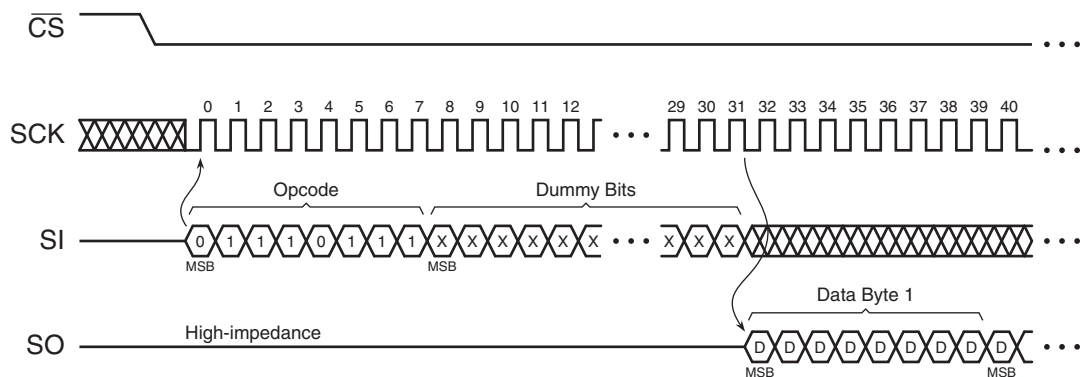 CS
0 1 2 3 4 5 6 7 8 9 10 11 12 29 30 31 32 33 34 35 36 37 38 39 40
SCK
Opcode Dummy Bits
SI 0 1 1 1 0 1 1 1 X X X X X X X X X
MSB MSB
Data Byte 1
High-impedance
SO D D D D D D D D D
MSB MSB